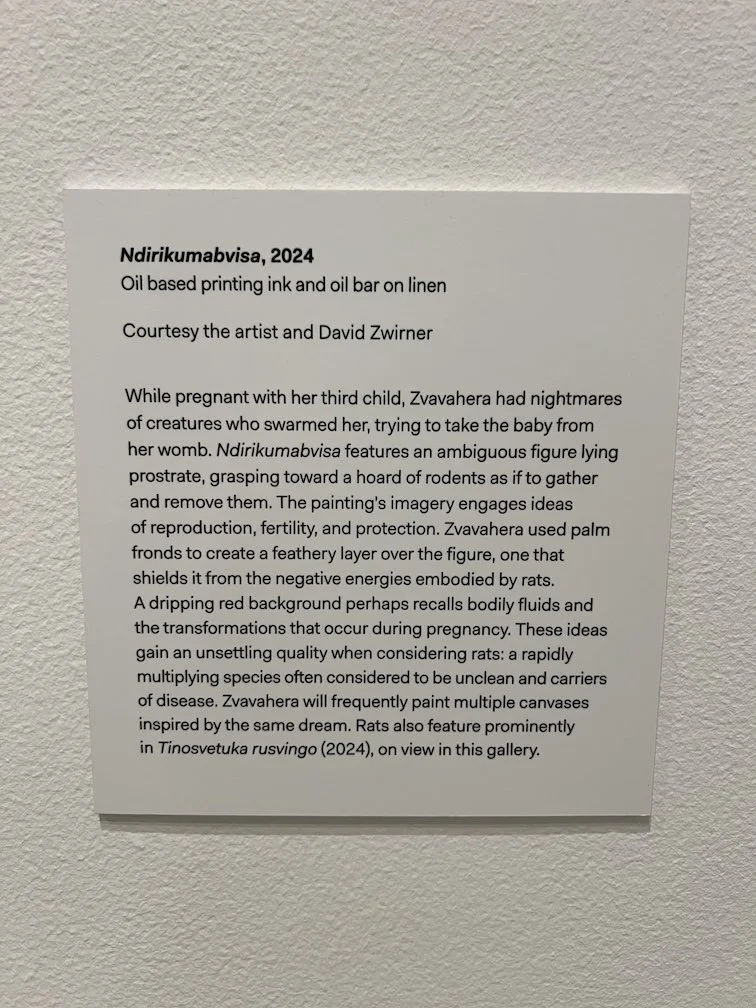 Ndirikumabvisa, 2024
Oil based printing ink and oil bar on linen
Courtesy the artist and David Zwirner
While pregnant with her third child, Zvavahera had nightmares
of creatures who swarmed her, trying to take the baby from
her womb. Ndirikumabvisa features an ambiguous figure lying
prostrate, grasping toward a hoard of rodents as if to gather
and remove them. The painting's imagery engages ideas
of reproduction, fertility, and protection. Zvavahera used palm
fronds to create a feathery layer over the figure, one that
shields it from the negative energies embodied by rats.
A dripping red background perhaps recalls bodily fluids and
the transformations that occur during pregnancy. These ideas
gain an unsettling quality when considering rats: a rapidly
multiplying species often considered to be unclean and carriers
of disease. Zvavahera will frequently paint multiple canvases
inspired by the same dream. Rats also feature prominently
in Tinosvetuka rusvingo (2024), on view in this gallery.